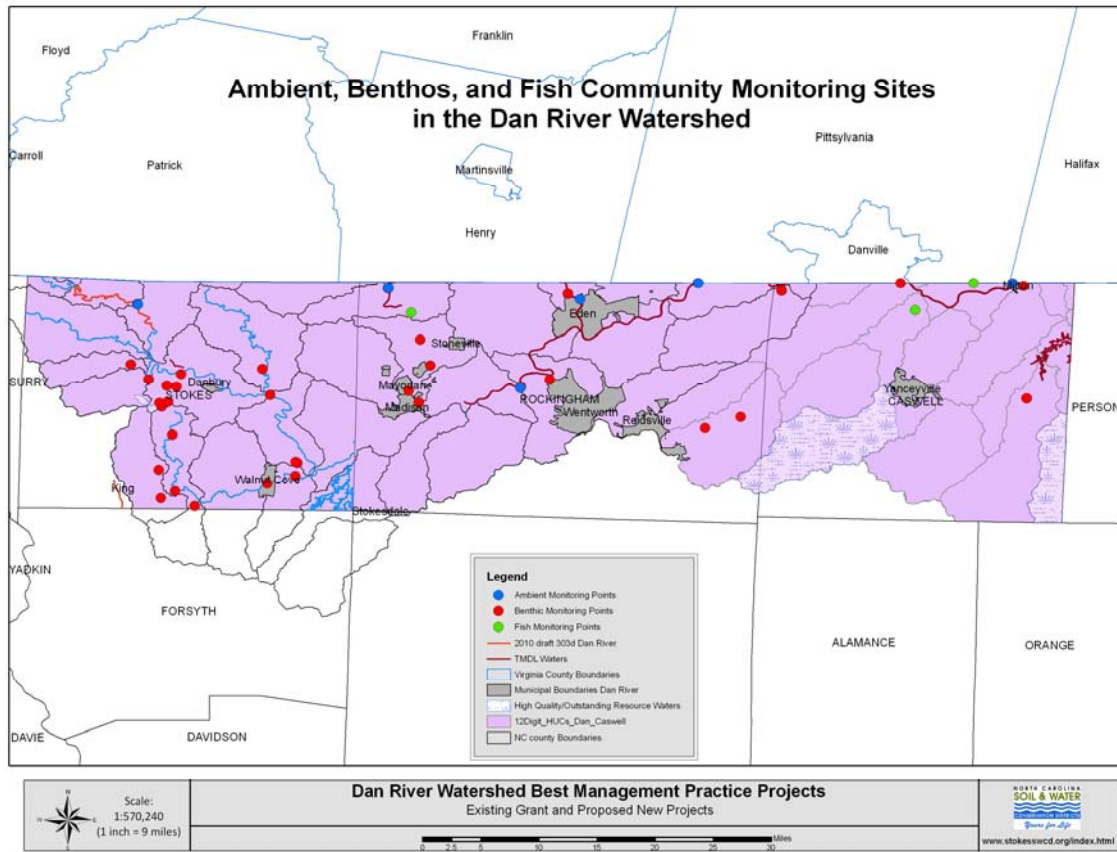 Ambient, Benthos, and Fish Community Monitoring Sites
in the Dan River Watershed
Floyd
Franklin
Carroll
Patrick
Martinsville
Henry
Pittsylvania
Halifax
Danville
Milton
Eden
Stoneville
SURRY
Danbury
STOKES
Mayodan
Madison
ROCKINGHAM
Wentworth
Reidsville
Yanceyville
CASWELL
PERSON
King
Walnut Cove
Stokesdale
YADKIN
FORSYTH
ALAMANCE
ORANGE
DAVIE
DAVIDSON
Legend
Ambient Monitoring Points
Benthic Monitoring Points
Fish Monitoring Points
2010 draft 303d Dan River
TMDL Waters
Virginia County Boundaries
Municipal Boundaries Dan River
High Quality/Outstanding Resource Waters
12Digit_HUCs_Dan_Caswell
NC county Boundaries
N
W
E
S
Scale:
1:570,240
(1 inch = 9 miles)
Dan River Watershed Best Management Practice Projects
Existing Grant and Proposed New Projects
Miles
0 2.5 5 10 15 20 25 30
NORTH CAROLINA
SOIL & WATER
CONSERVATION DISTRICTS
Yours for Life
www.stokesswcd.org/index.html